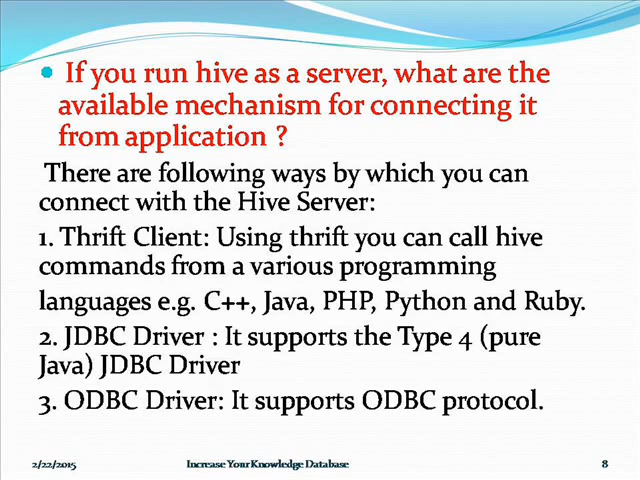 If you run hive as a server, what are the
available mechanism for connecting it
from application ?
There are following ways by which you can
connect with the Hive Server:
1. Thrift Client: Using thrift you can call hive
commands from a various programming
languages e.g. C++, Java, PHP, Python and Ruby.
2. JDBC Driver : It supports the Type 4 (pure
Java) JDBC Driver
3. ODBC Driver: It supports ODBC protocol.
2/22/2015 Increase Your Knowledge Database 8